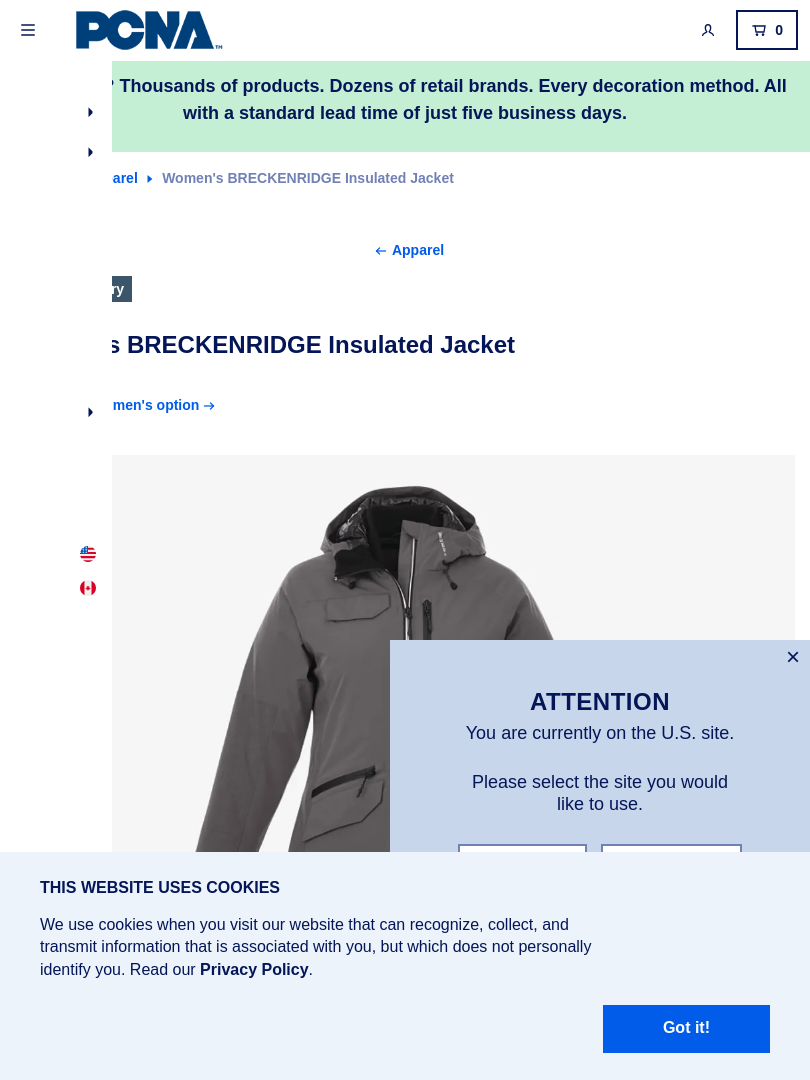 PCNA
0
? Thousands of products. Dozens of retail brands. Every decoration method. All
with a standard lead time of just five business days.
arel
Women's BRECKENRIDGE Insulated Jacket
Apparel
ry
s BRECKENRIDGE Insulated Jacket
men's option
ATTENTION
You are currently on the U.S. site.
Please select the site you would
like to use.
THIS WEBSITE USES COOKIES
We use cookies when you visit our website that can recognize, collect, and
transmit information that is associated with you, but which does not personally
identify you. Read our Privacy Policy.
Got it!